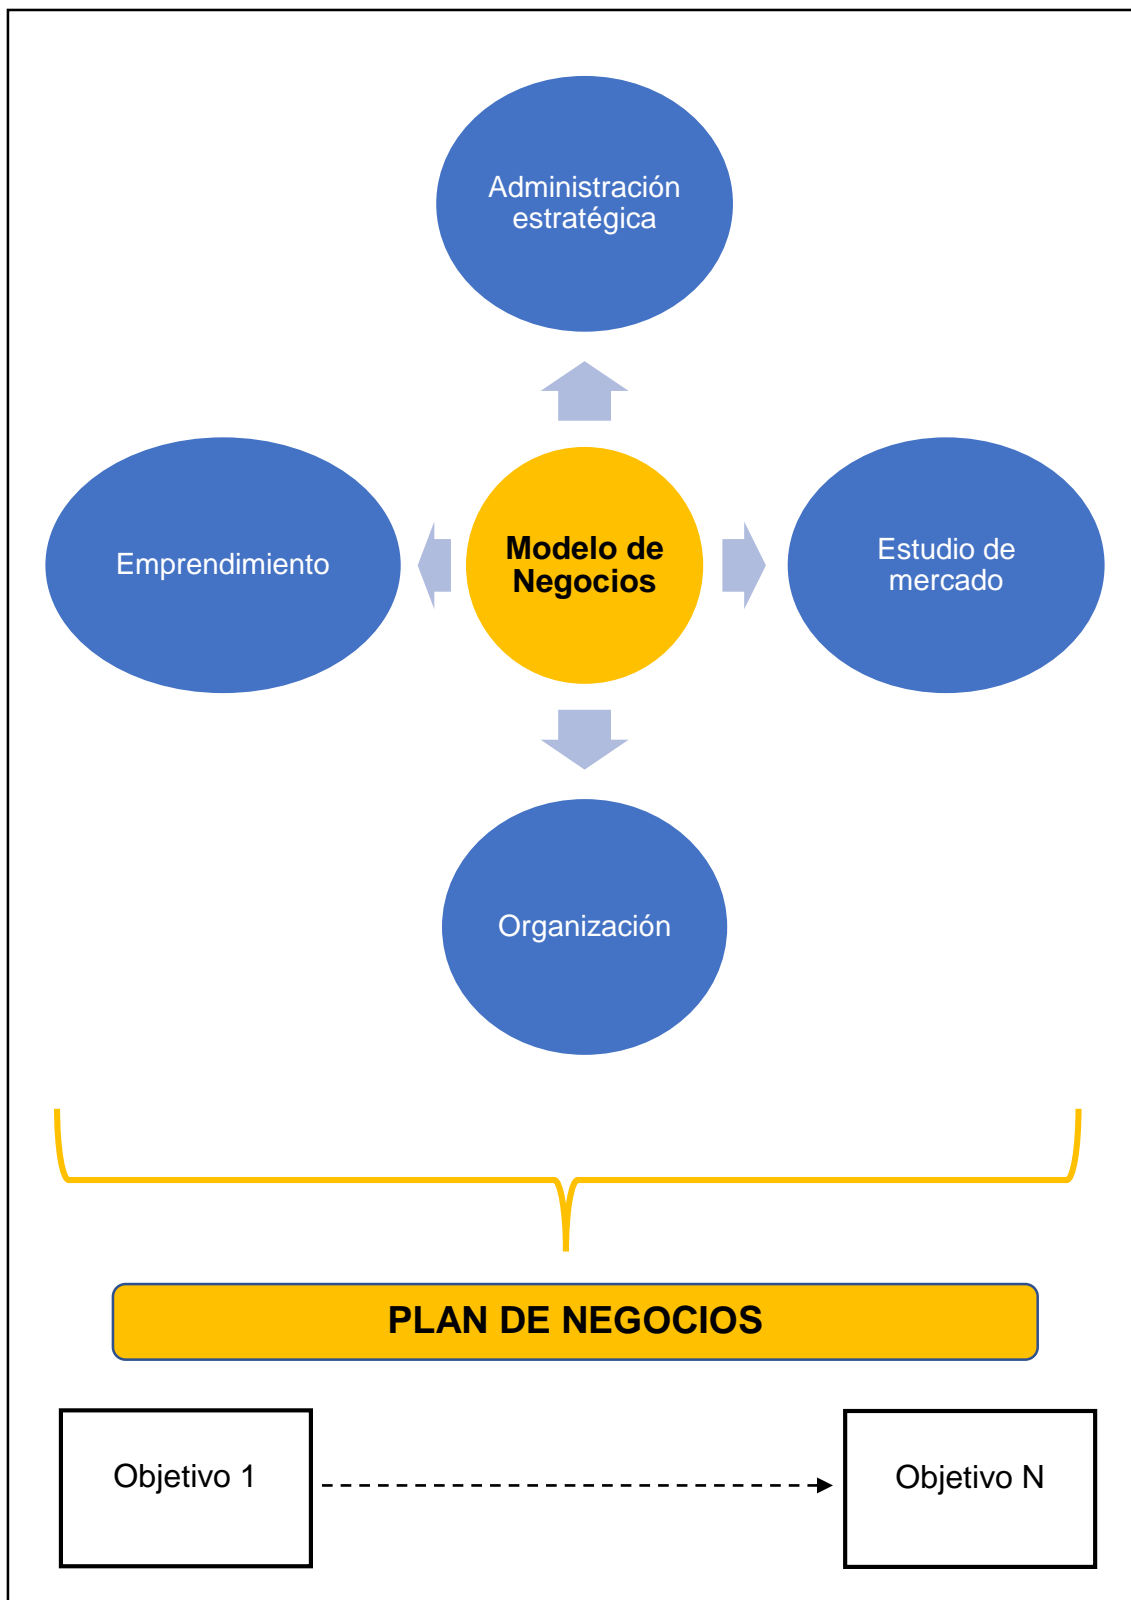 Administración
estratégica
Emprendimiento
Modelo de
Negocios
Estudio de
mercado
Organización
PLAN DE NEGOCIOS
Objetivo 1
Objetivo N